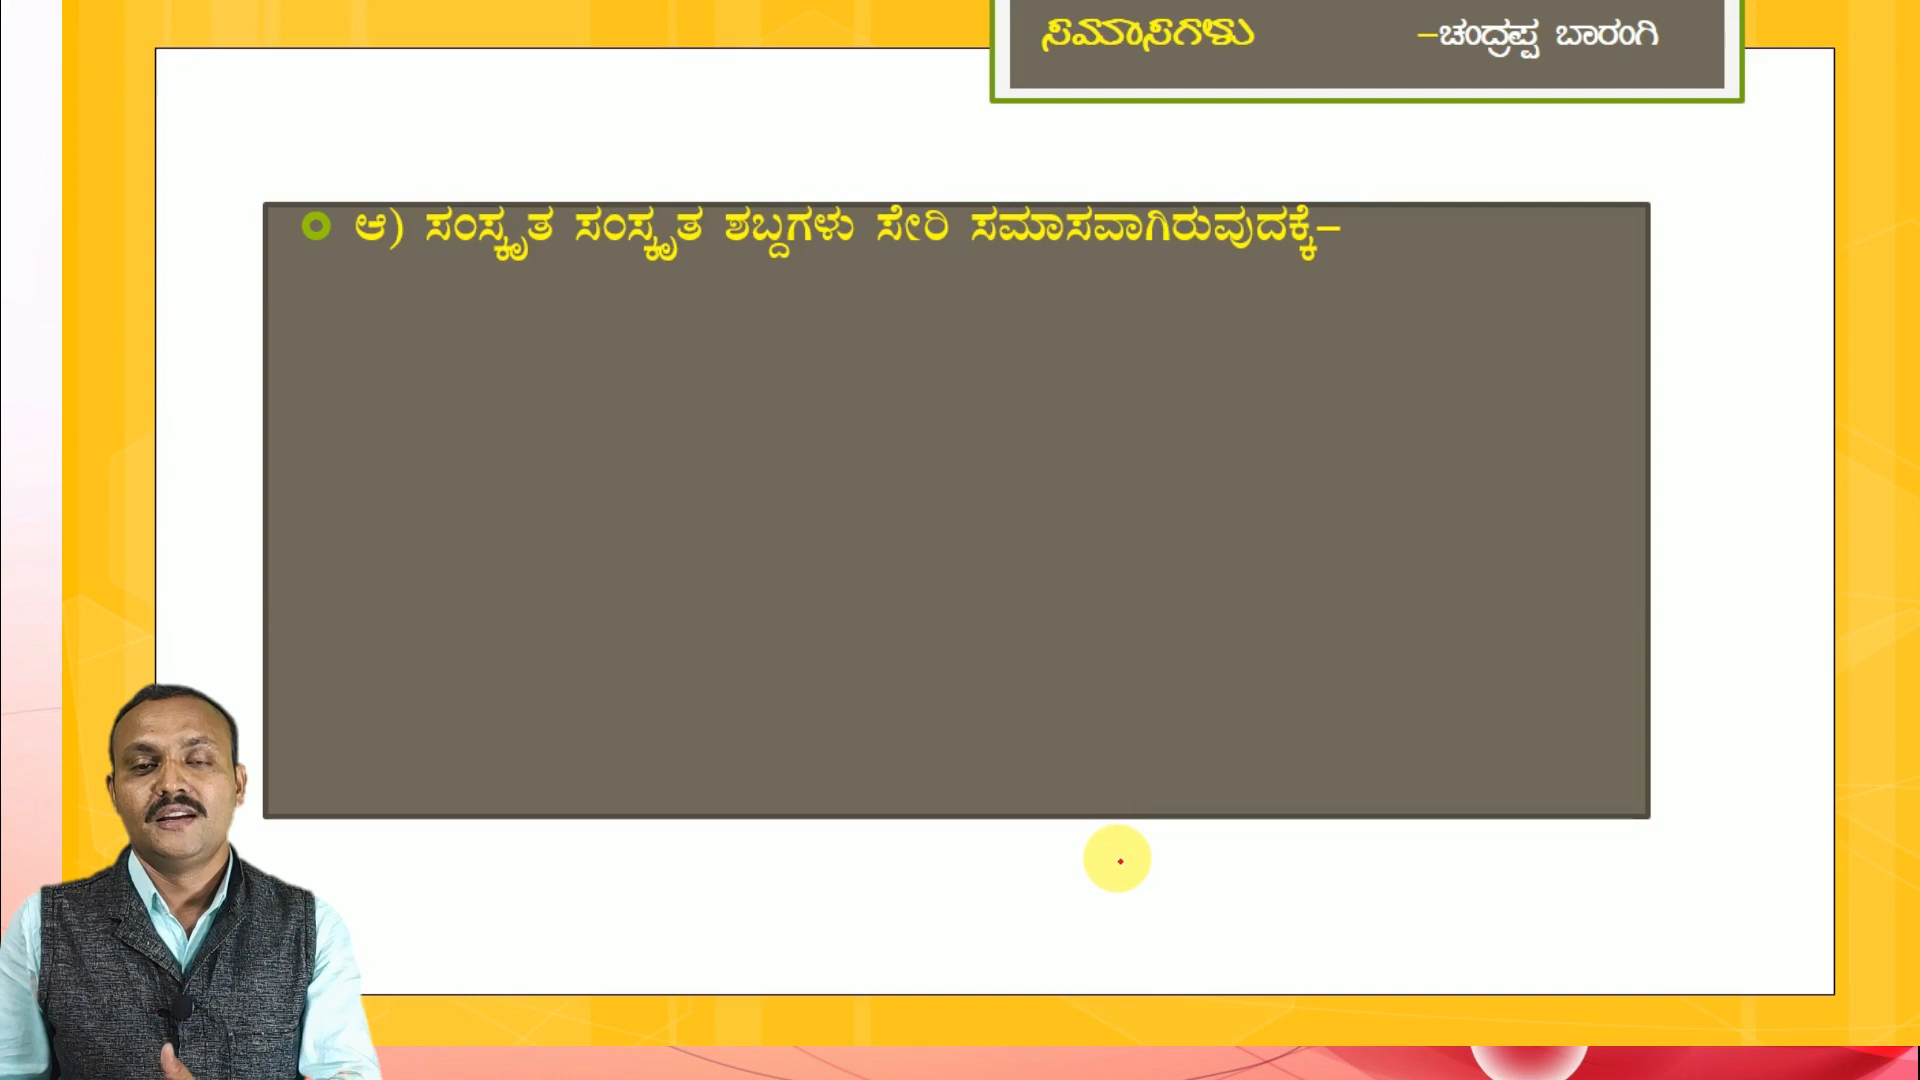 ಸಮಾಸಗಳು –ಚಂದ್ರಪ್ಪ ಬಾರಂಗಿ
ಆ) ಸಂಸ್ಕೃತ ಸಂಸ್ಕೃತ ಶಬ್ದಗಳು ಸೇರಿ ಸಮಾಸವಾಗಿರುವುದಕ್ಕೆ–